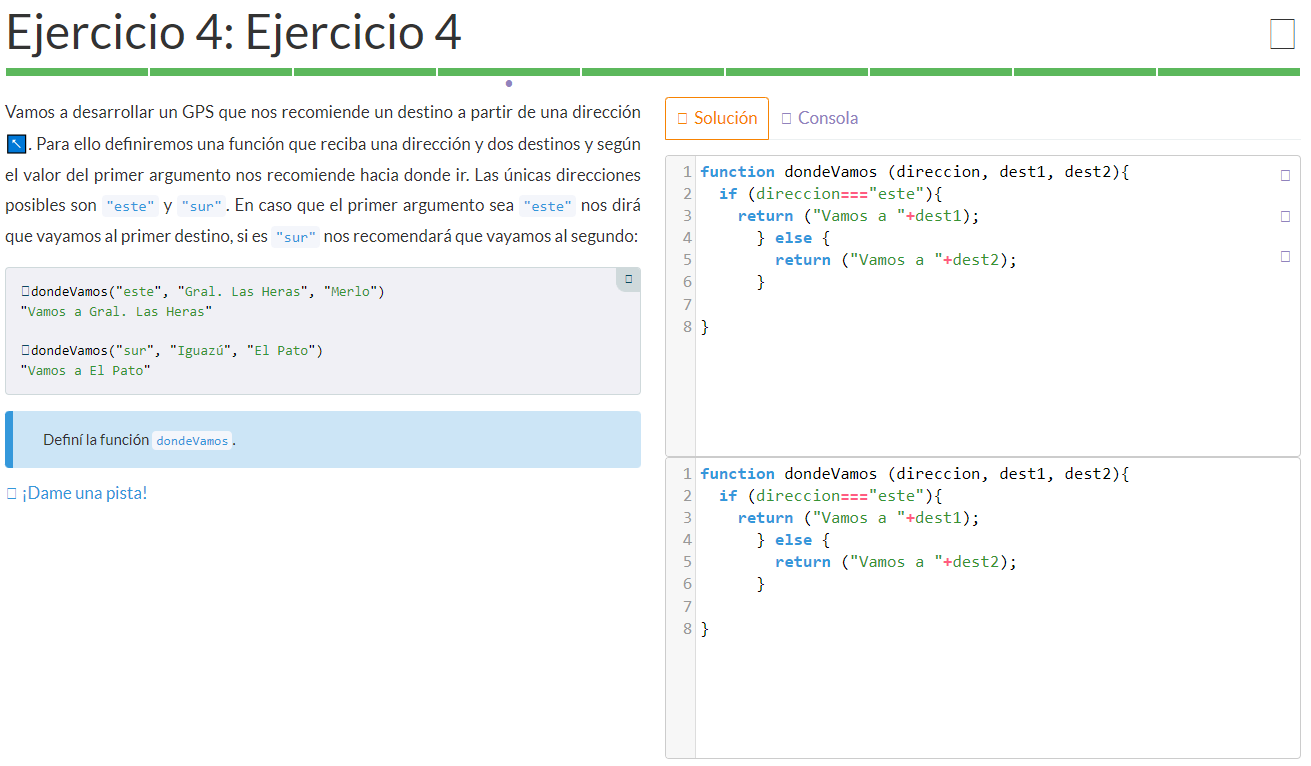 Ejercicio 4: Ejercicio 4
Vamos a desarrollar un GPS que nos recomiende un destino a partir de una dirección
↖. Para ello definiremos una función que reciba una dirección y dos destinos y según
el valor del primer argumento nos recomiende hacia donde ir. Las únicas direcciones
posibles son "este" y "sur". En caso que el primer argumento sea "este" nos dirá
que vayamos al primer destino, si es "sur" nos recomendará que vayamos al segundo:
dondeVamos("este", "Gral. Las Heras", "Merlo")
"Vamos a Gral. Las Heras"
dondeVamos("sur", "Iguazú", "El Pato")
"Vamos a El Pato"
Definí la función dondeVamos.
¡Dame una pista!
Solución Consola
1 function dondeVamos (direccion, dest1, dest2){
2 if (direccion==="este"){
3 return ("Vamos a "+dest1);
4 } else {
5 return ("Vamos a "+dest2);
6 }
7
8 }
1 function dondeVamos (direccion, dest1, dest2){
2 if (direccion==="este"){
3 return ("Vamos a "+dest1);
4 } else {
5 return ("Vamos a "+dest2);
6 }
7
8 }